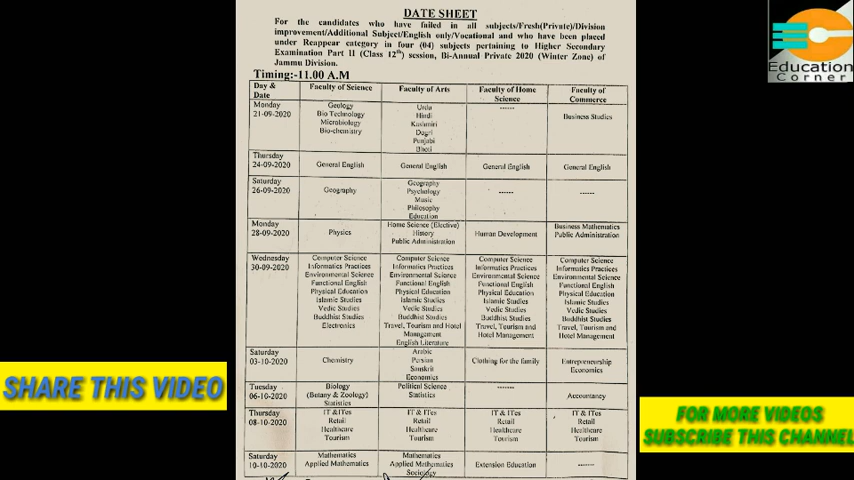 DATE SHEET
For the candidates who have failed in all subjects/Fresh(Private)/Division
improvement/Additional Subject/English only/Vocational and who have been placed
under Reappear category in four (04) subjects pertaining to Higher Secondary
Examination Part II (Class 12th) session, Bi-Annual Private 2020 (Winter Zone) of
Jammu Division.
Timing:-11.00 A.M
Day & Date Faculty of Science Faculty of Arts Faculty of Home Science Faculty of Commerce
Monday
21-09-2020
Geology
Bio Technology
Microbiology
Bio-chemistry
Urdu
Hindi
Kashmiri
Dogri
Punjabi
Bhoti
------
Business Studies
Thursday
24-09-2020
General English
General English
General English
General English
Saturday
26-09-2020
Geography
Geography
Psychology
Music
Philosophy
Education
------
------
Monday
28-09-2020
Physics
Home Science (Elective)
History
Public Administration
Human Development
Business Mathematics
Public Administration
Wednesday
30-09-2020
Computer Science
Informatics Practices
Environmental Science
Functional English
Physical Education
Islamic Studies
Vedic Studies
Buddhist Studies
Electronics
Computer Science
Informatics Practices
Environmental Science
Functional English
Physical Education
Islamic Studies
Vedic Studies
Buddhist Studies
Travel, Tourism and Hotel
Management
English Literature
Computer Science
Informatics Practices
Environmental Science
Functional English
Physical Education
Islamic Studies
Vedic Studies
Buddhist Studies
Travel, Tourism and
Hotel Management
Computer Science
Informatics Practices
Environmental Science
Functional English
Physical Education
Islamic Studies
Vedic Studies
Buddhist Studies
Travel, Tourism and
Hotel Management
Saturday
03-10-2020
Chemistry
Arabic
Persian
Sanskrit
Economics
Clothing for the family
Entrepreneurship
Economics
Tuesday
06-10-2020
Biology
(Botany & Zoology)
Statistics
Political Science
Statistics
------
Accountancy
Thursday
08-10-2020
IT & ITes
Retail
Healthcare
Tourism
IT & ITes
Retail
Healthcare
Tourism
IT & ITes
Retail
Healthcare
Tourism
IT & ITes
Retail
Healthcare
Tourism
Saturday
10-10-2020
Mathematics
Applied Mathematics
Mathematics
Applied Mathematics
Sociology
Extension Education
------
Education
Corner
SHARE THIS VIDEO
FOR MORE VIDEOS
SUBSCRIBE THIS CHANNEL